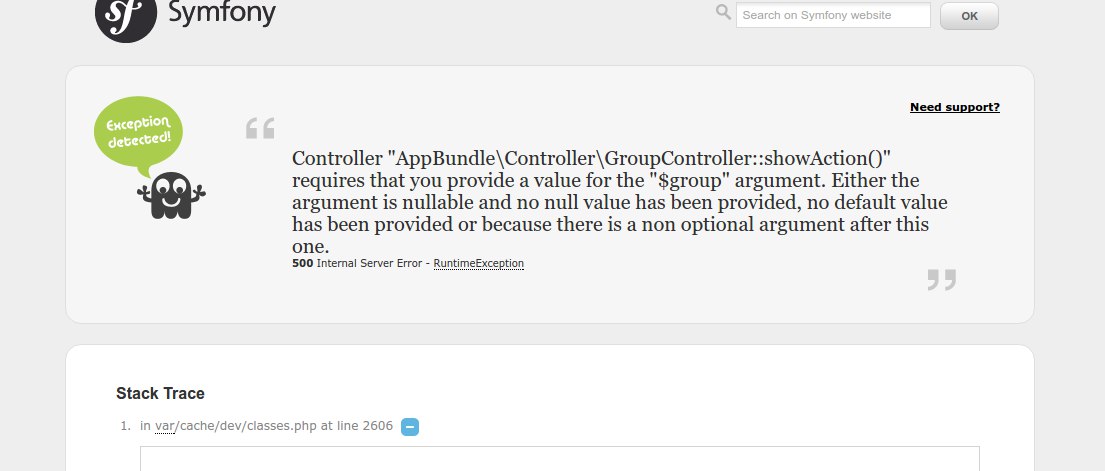 sf Symfony
Search on Symfony website OK
Exception
detected!
Need support?
“
Controller "AppBundle\Controller\GroupController::showAction()"
requires that you provide a value for the "$group" argument. Either the
argument is nullable and no null value has been provided, no default value
has been provided or because there is a non optional argument after this
one.
500 Internal Server Error - RuntimeException
”
Stack Trace
1. in var/cache/dev/classes.php at line 2606